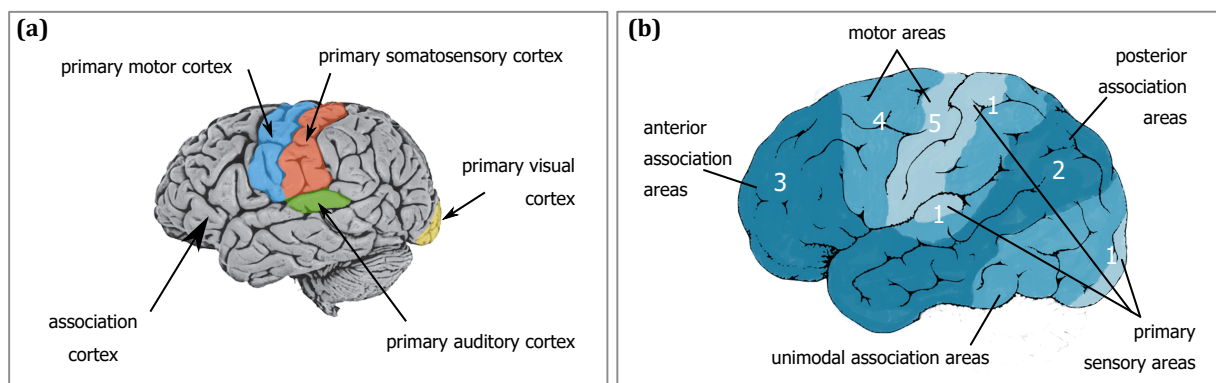 (a)
primary motor cortex
primary somatosensory cortex
primary visual
cortex
association
cortex
primary auditory cortex
(b)
motor areas
posterior
association
areas
anterior
association
areas
1
4
5
2
3
1
1
unimodal association areas
primary
sensory areas